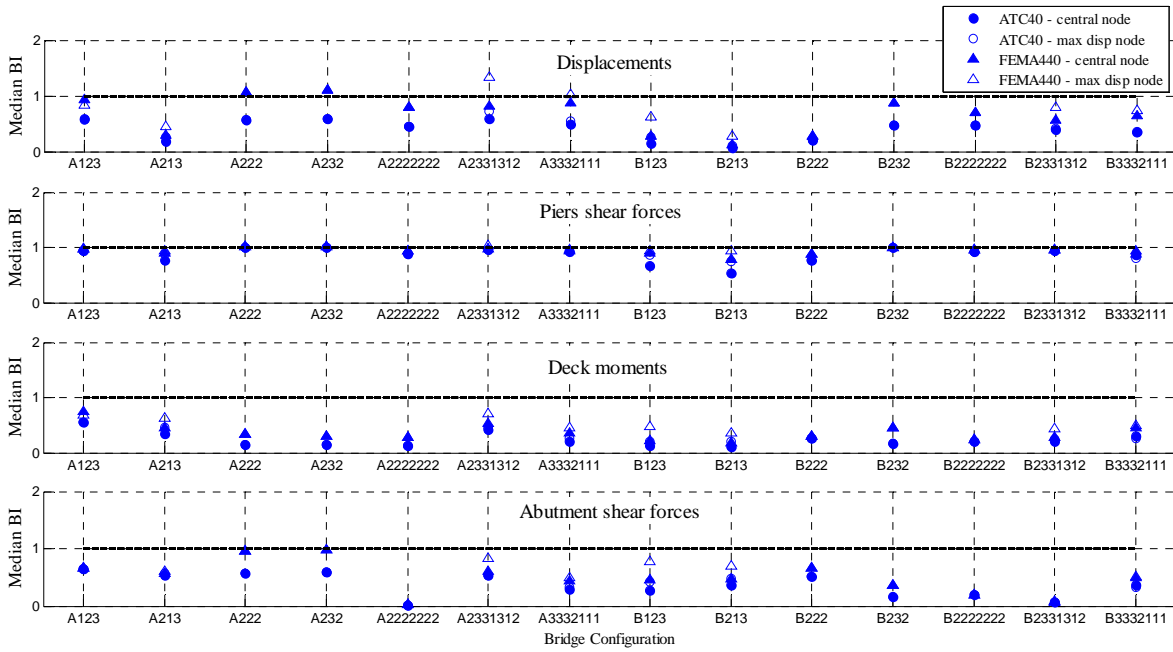 ATC40 - central node
ATC40 - max disp node
FEMA440 - central node
FEMA440 - max disp node
Displacements
Median BI
2
1
0
A123 A213 A222 A232 A2222222 A2331312 A3332111 B123 B213 B222 B232 B2222222 B2331312 B3332111
Piers shear forces
Median BI
2
1
0
A123 A213 A222 A232 A2222222 A2331312 A3332111 B123 B213 B222 B232 B2222222 B2331312 B3332111
Deck moments
Median BI
2
1
0
A123 A213 A222 A232 A2222222 A2331312 A3332111 B123 B213 B222 B232 B2222222 B2331312 B3332111
Abutment shear forces
Median BI
2
1
0
A123 A213 A222 A232 A2222222 A2331312 A3332111 B123 B213 B222 B232 B2222222 B2331312 B3332111
Bridge Configuration